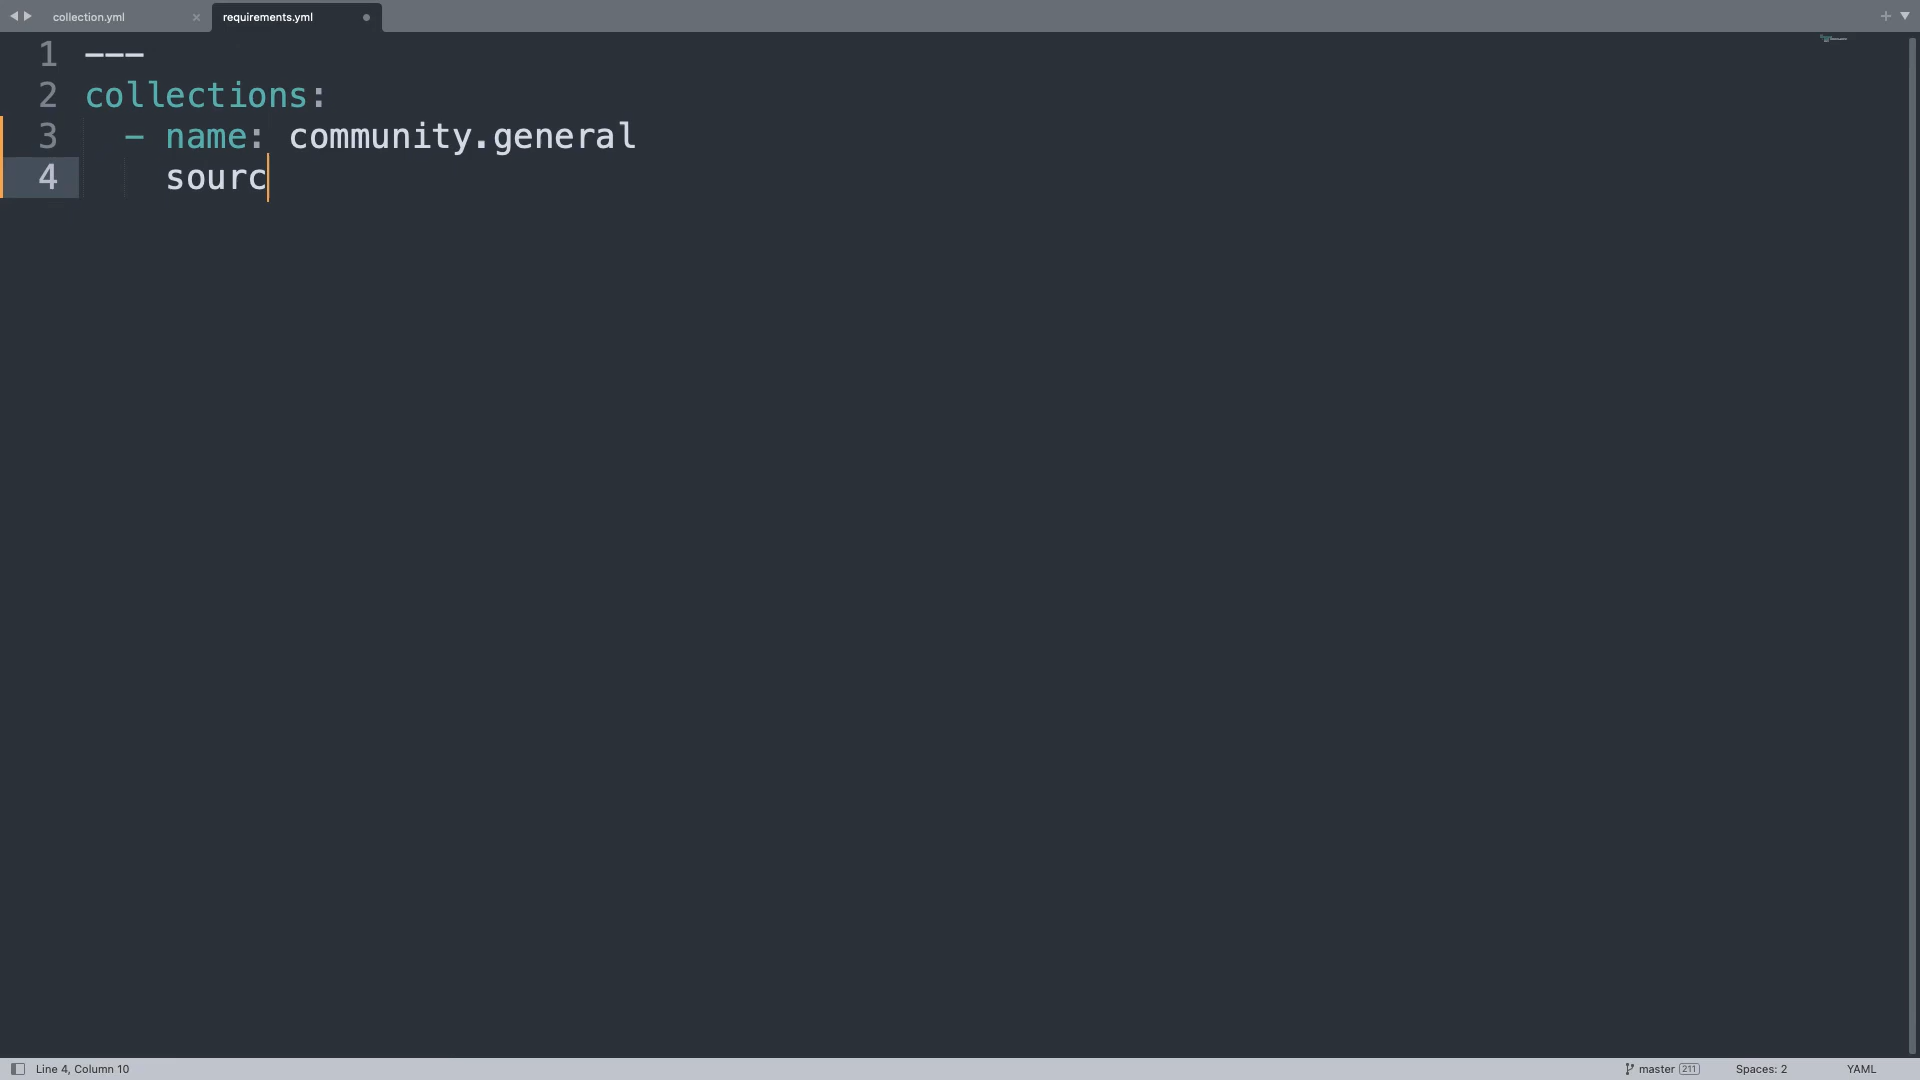 collection.yml × requirements.yml
1 ---
2 collections:
3 - name: community.general
4 sourc
Line 4, Column 10 master 211 Spaces: 2 YAML